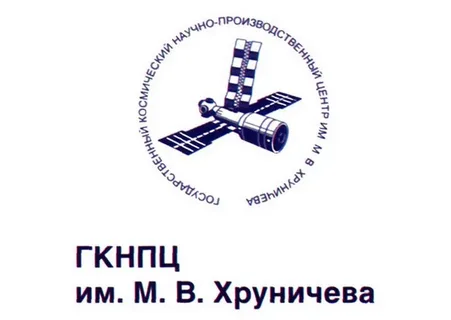 ГОСУДАРСТВЕННЫЙ КОСМИЧЕСКИЙ НАУЧНО-ПРОИЗВОДСТВЕННЫЙ ЦЕНТР ИМ М В ХРУНИЧЕВА
ГКНПЦ
им. М. В. Хруничева